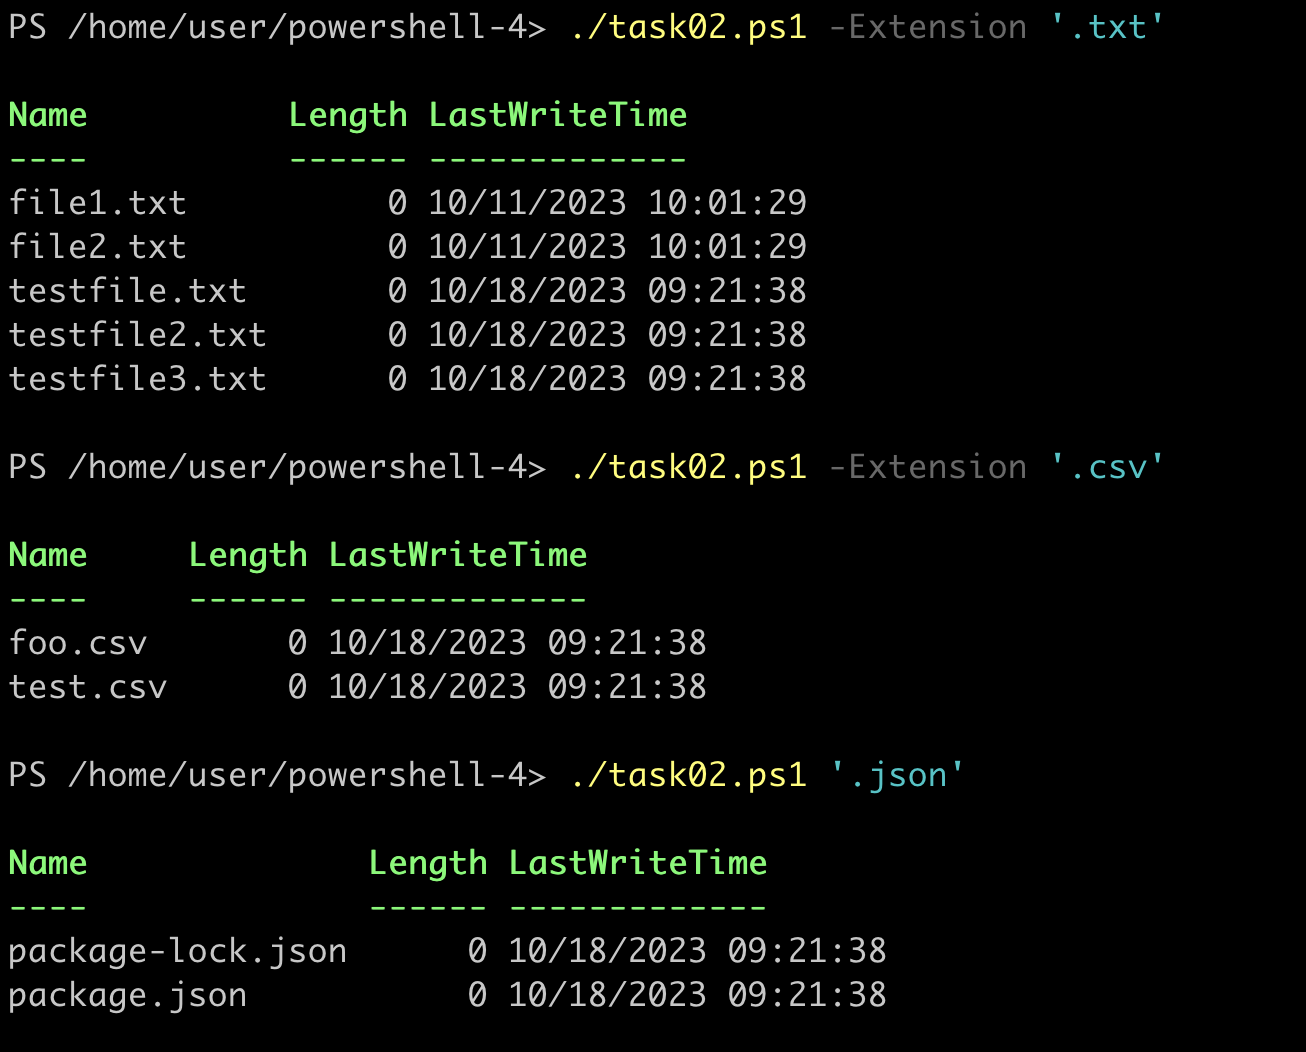 PS /home/user/powershell-4> ./task02.ps1 -Extension '.txt'
Name          Length LastWriteTime
----          ------ -------------
file1.txt          0 10/11/2023 10:01:29
file2.txt          0 10/11/2023 10:01:29
testfile.txt       0 10/18/2023 09:21:38
testfile2.txt      0 10/18/2023 09:21:38
testfile3.txt      0 10/18/2023 09:21:38
PS /home/user/powershell-4> ./task02.ps1 -Extension '.csv'
Name     Length LastWriteTime
----     ------ -------------
foo.csv       0 10/18/2023 09:21:38
test.csv      0 10/18/2023 09:21:38
PS /home/user/powershell-4> ./task02.ps1 '.json'
Name              Length LastWriteTime
----              ------ -------------
package-lock.json      0 10/18/2023 09:21:38
package.json           0 10/18/2023 09:21:38